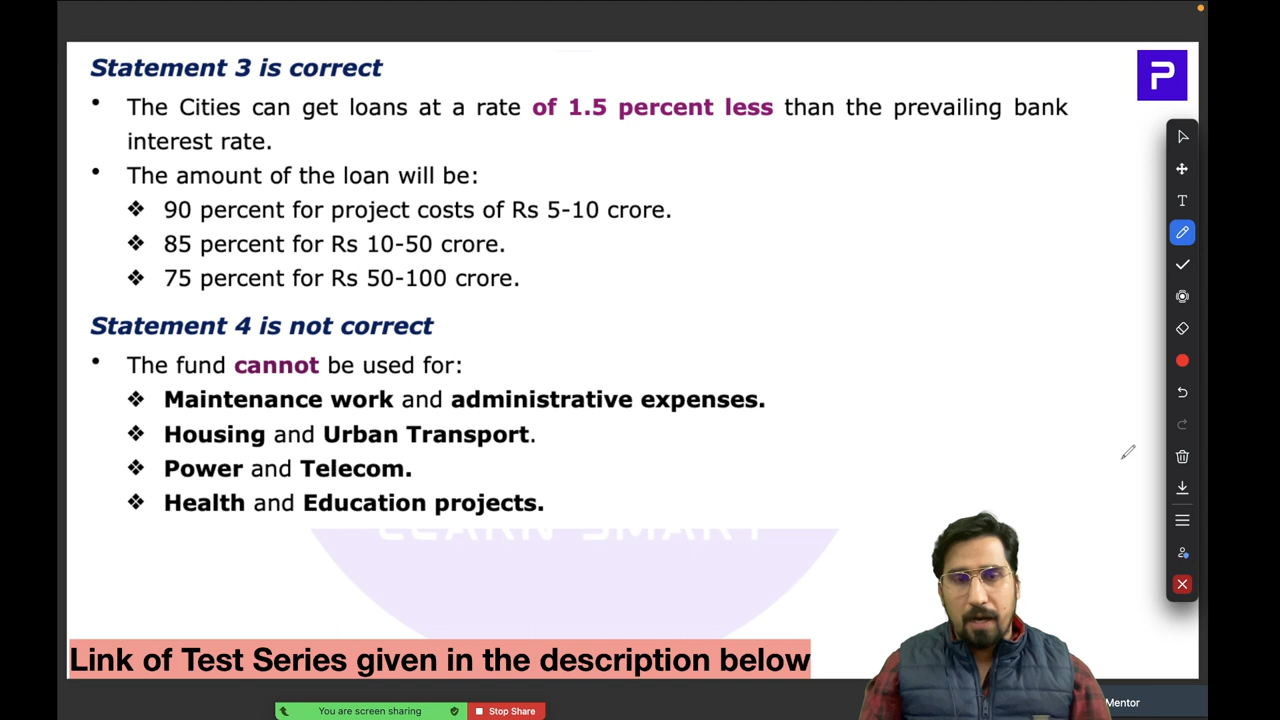 Statement 3 is correct
• The Cities can get loans at a rate of 1.5 percent less than the prevailing bank
interest rate.
• The amount of the loan will be:
❖ 90 percent for project costs of Rs 5-10 crore.
❖ 85 percent for Rs 10-50 crore.
❖ 75 percent for Rs 50-100 crore.
Statement 4 is not correct
• The fund cannot be used for:
❖ Maintenance work and administrative expenses.
❖ Housing and Urban Transport.
❖ Power and Telecom.
❖ Health and Education projects.
LEARN SMART
Link of Test Series given in the description below
Mentor
You are screen sharing
Stop Share